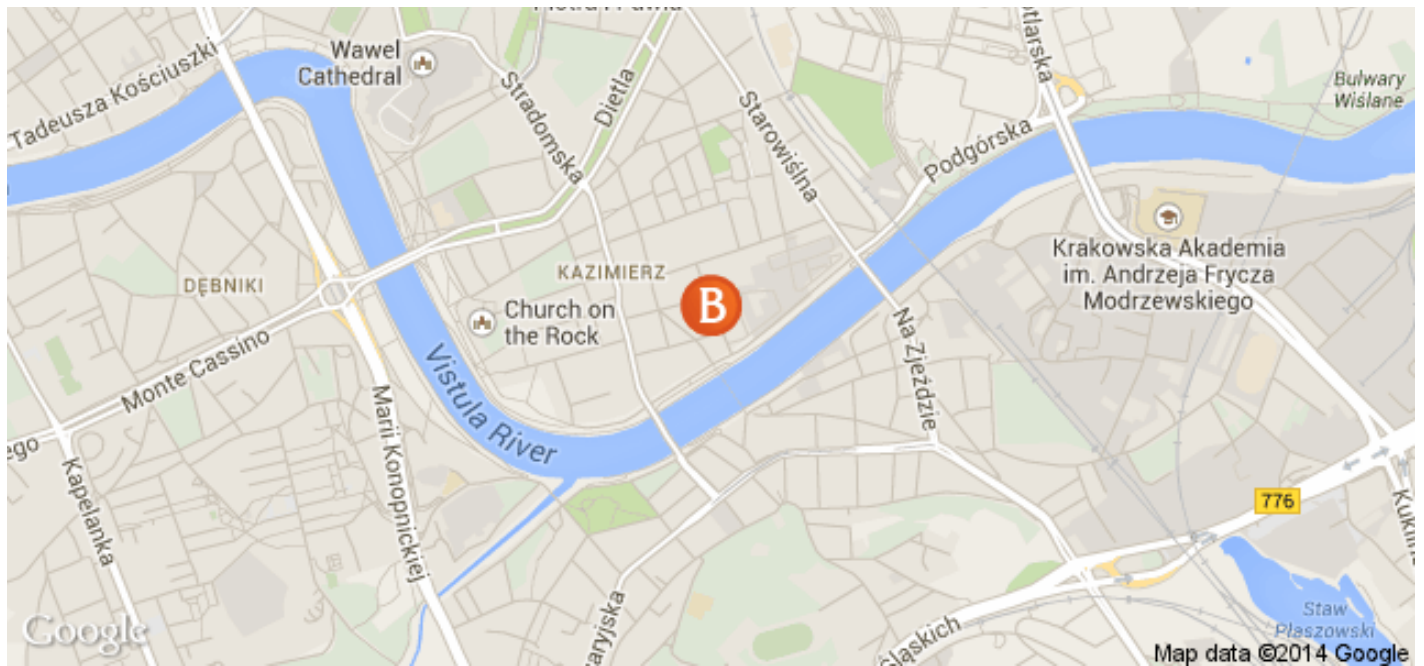 Tadeusza Kościuszki
Wawel
Cathedral
Stradomska
Dietla
Starowiślna
Podgórska
Bulwary
Wiślane
Krakowska Akademia
im. Andrzeja Frycza
Modrzewskiego
DĘBNIKI
KAZIMIERZ
B
Church on
the Rock
Monte Cassino
Vistula River
Marii Konopnickiej
Kapelanka
Na Zjeździe
776
Staw
Płaszowski
Google
Map data ©2014 Google